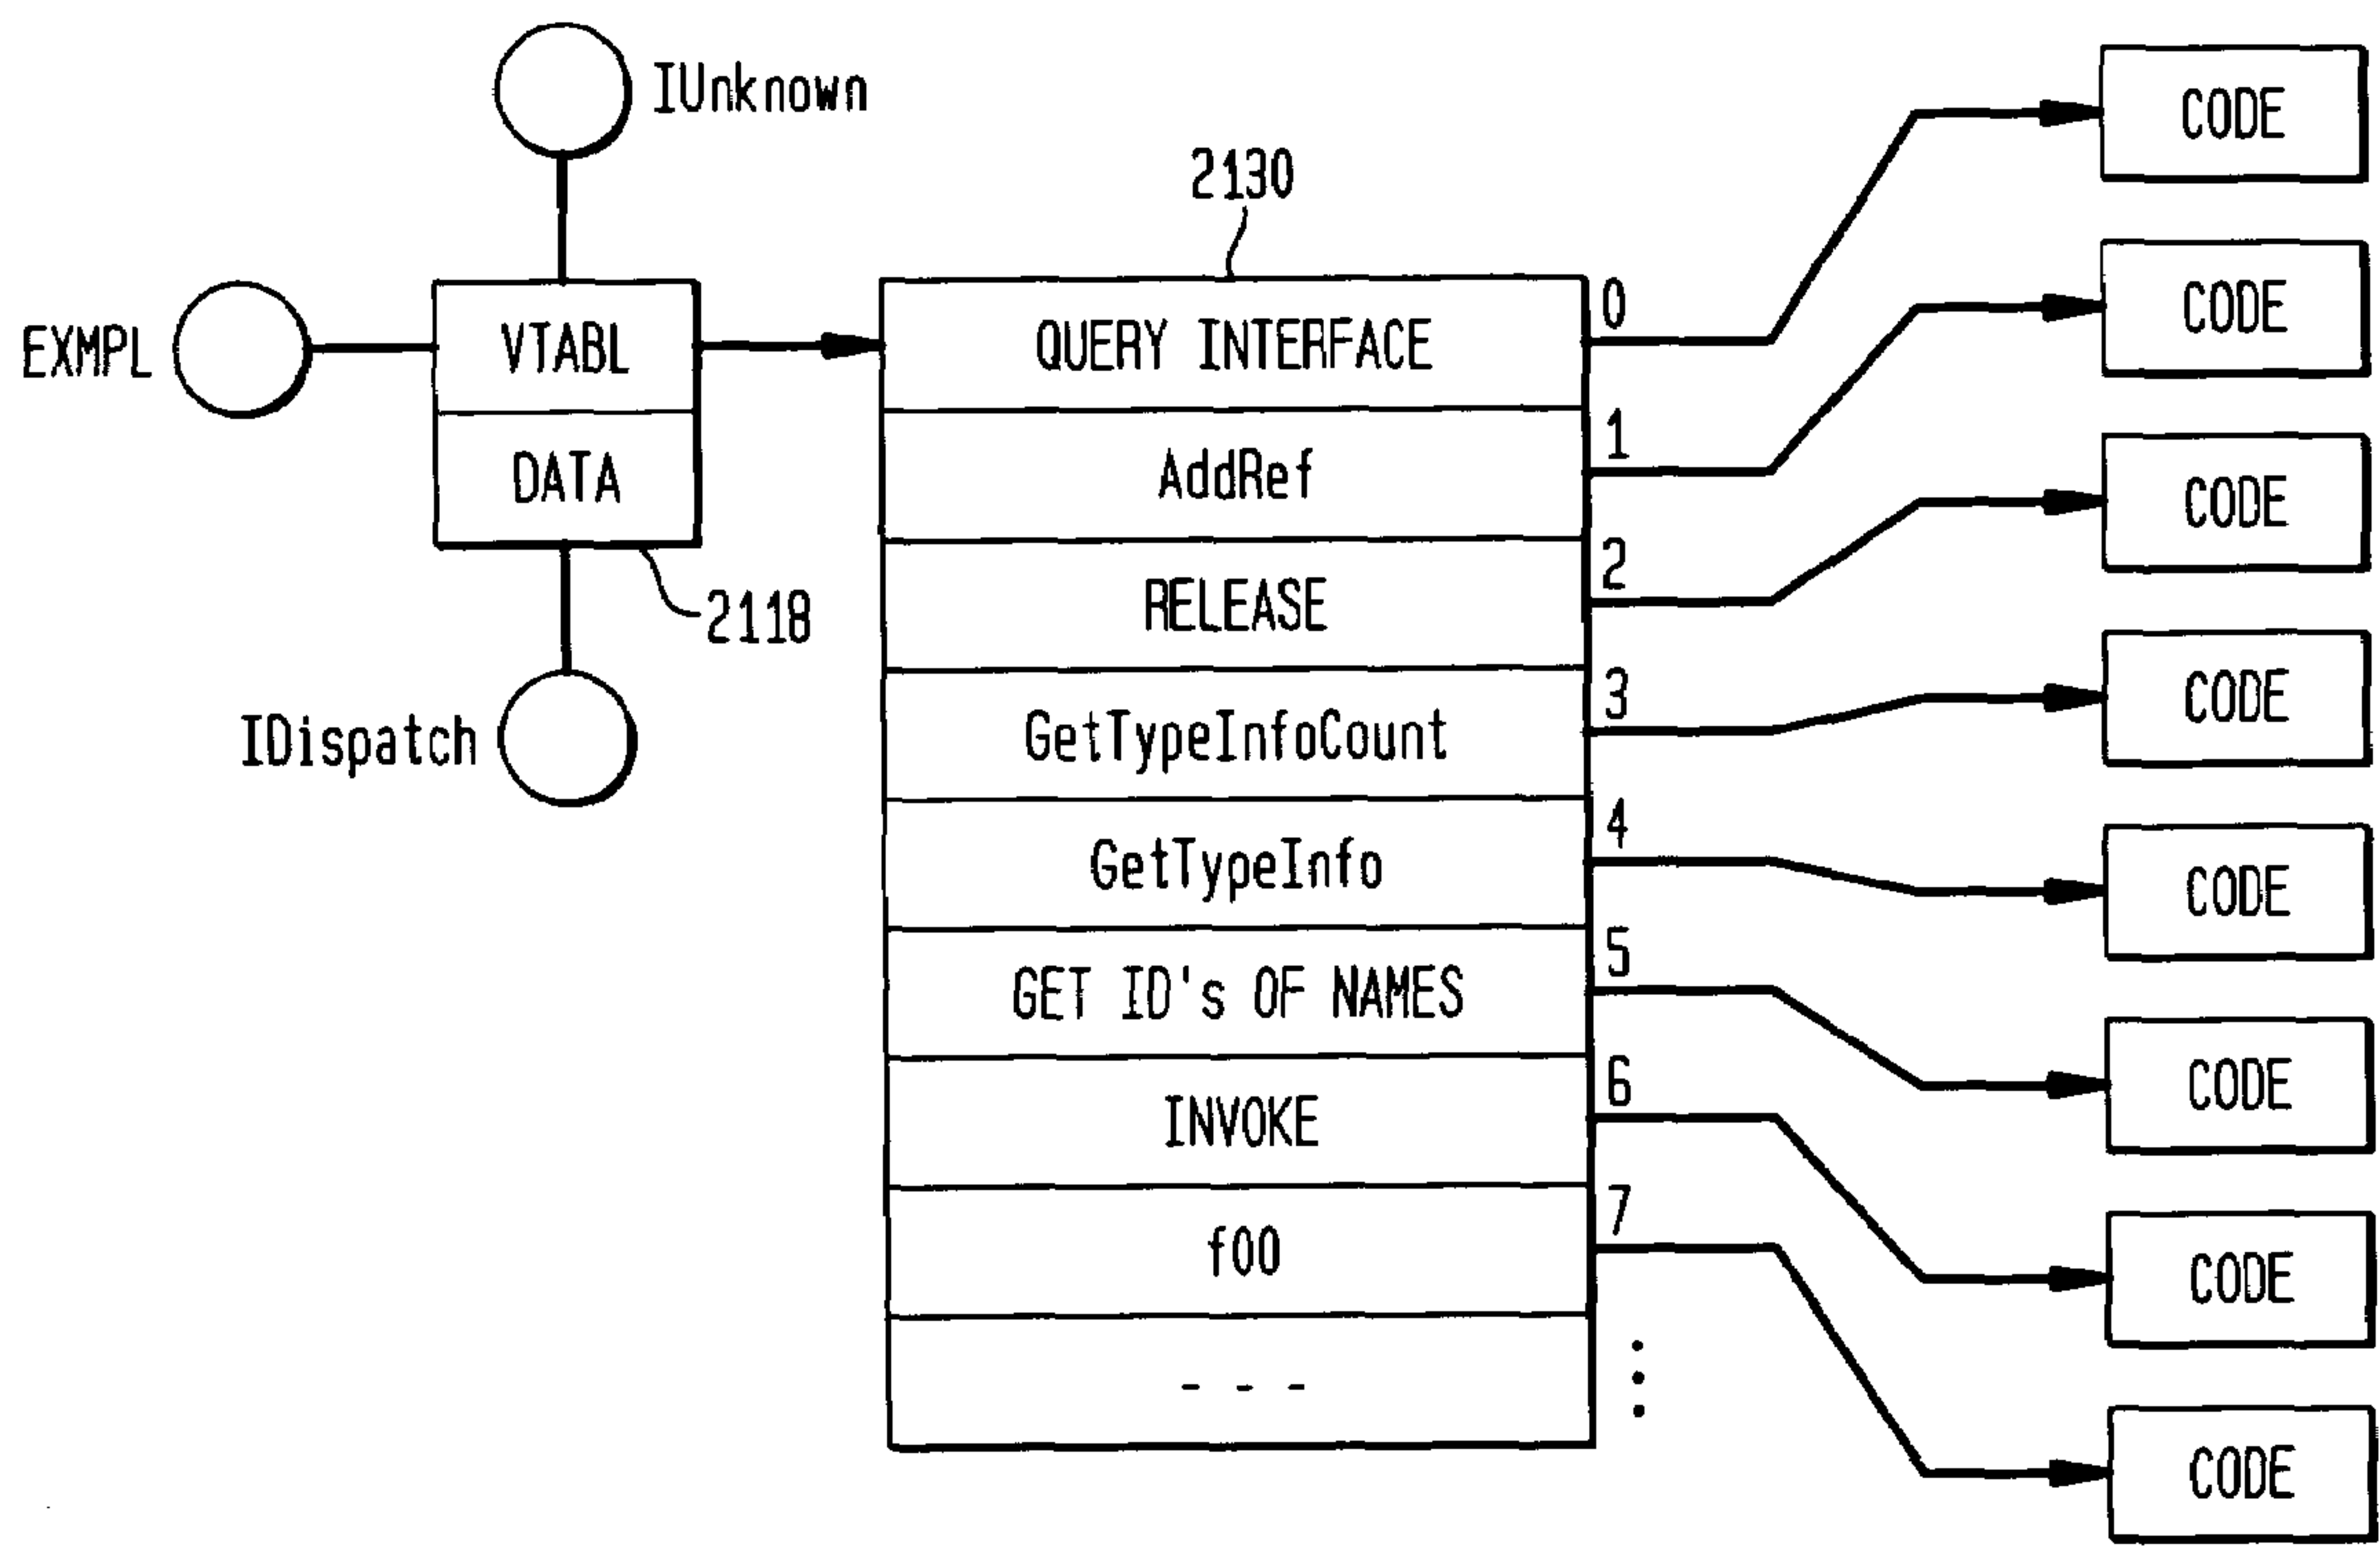 IUnknown
EXMPL
VTABL
DATA
2118
IDispatch
2130
QUERY INTERFACE
0
AddRef
1
RELEASE
2
GetTypeInfoCount
3
GetTypeInfo
4
GET ID's OF NAMES
5
INVOKE
6
f00
7
- - -
CODE
CODE
CODE
CODE
CODE
CODE
CODE
CODE